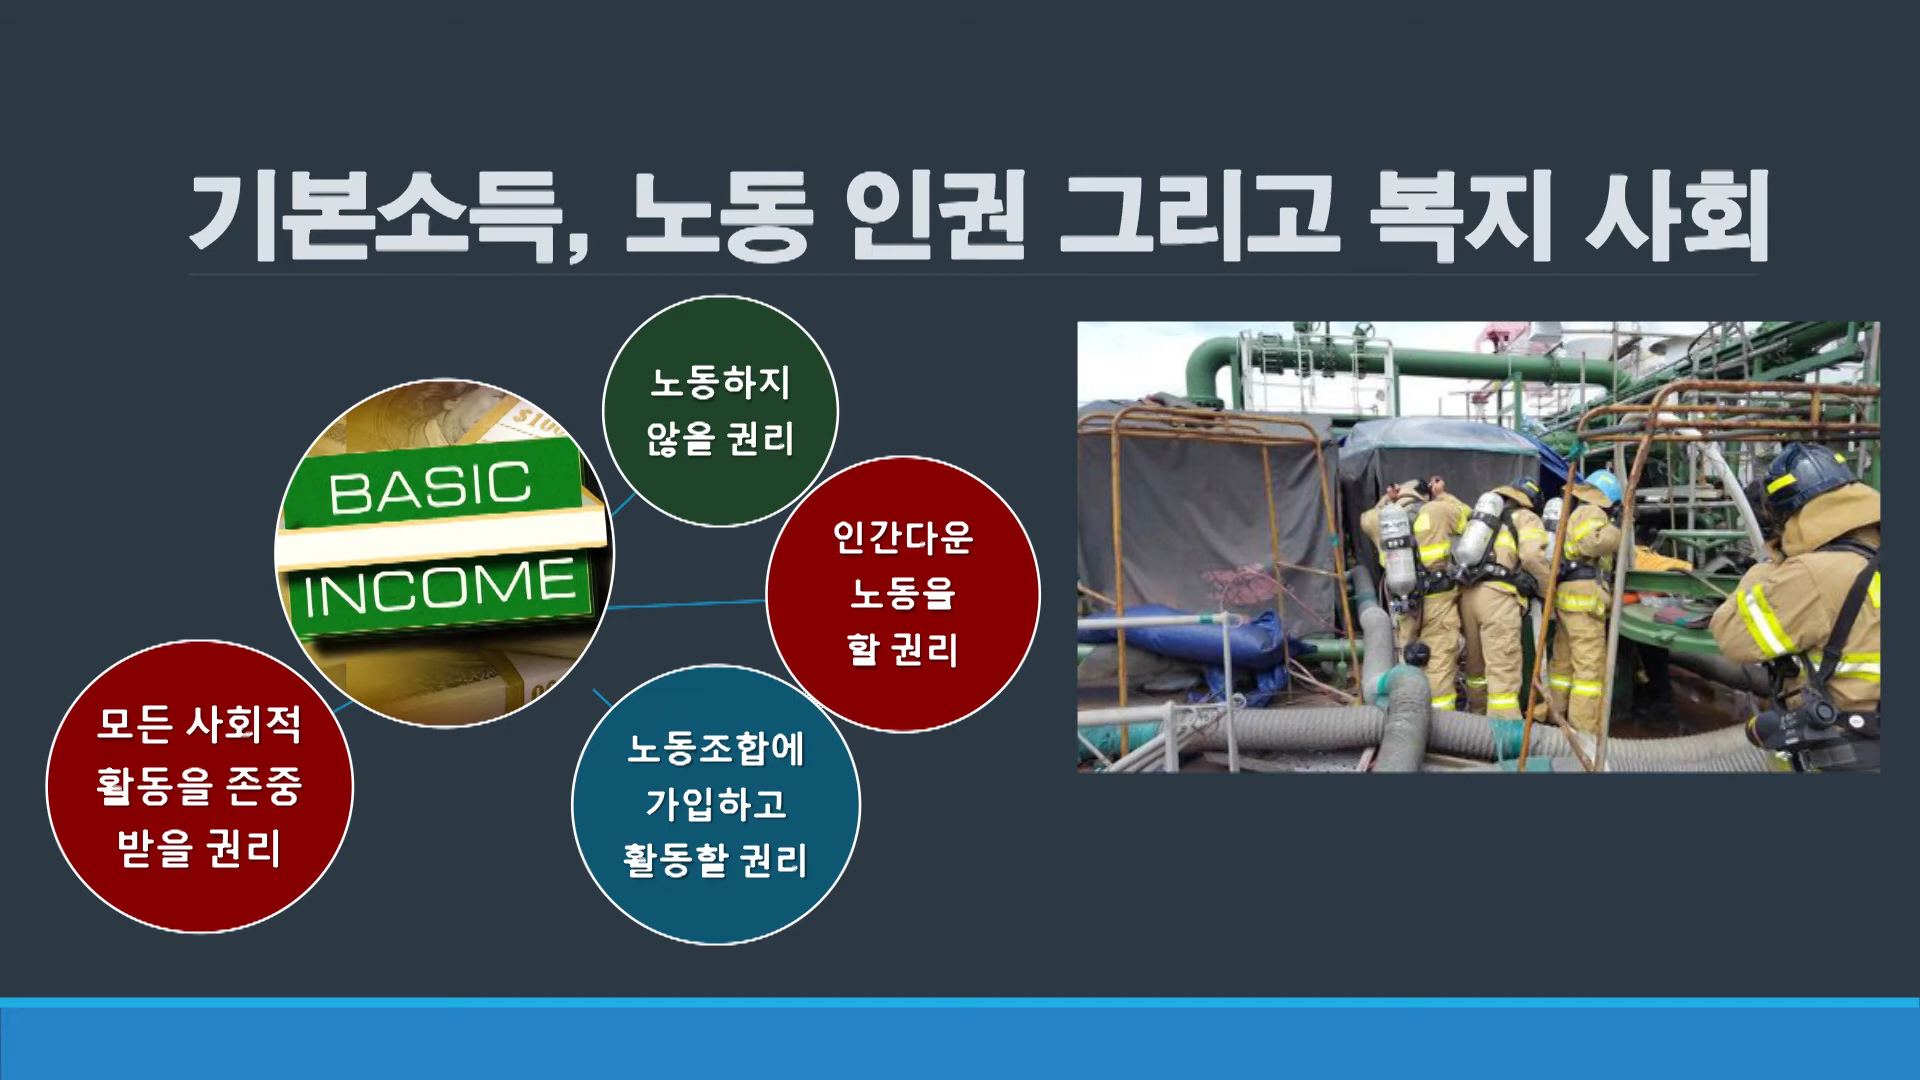 기본소득, 노동 인권 그리고 복지 사회
노동하지
않을 권리
$100
BASIC
INCOME
인간다운
노동을
할 권리
모든 사회적
활동을 존중
받을 권리
노동조합에
가입하고
활동할 권리